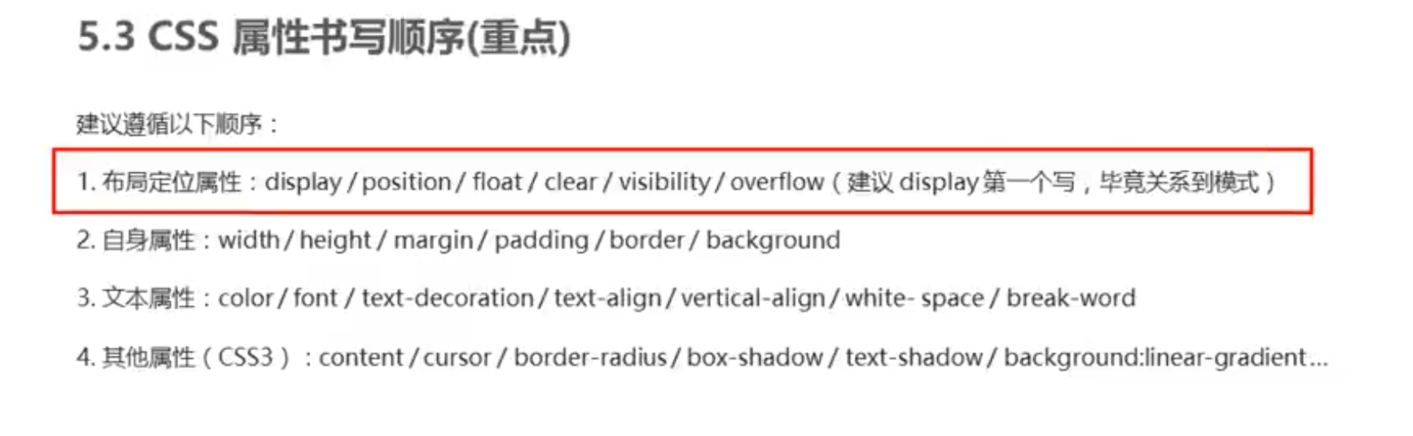 5.3 CSS 属性书写顺序(重点)
建议遵循以下顺序：
1. 布局定位属性：display / position / float / clear / visibility / overflow（建议 display 第一个写，毕竟关系到模式）
2. 自身属性：width / height / margin / padding / border / background
3. 文本属性：color / font / text-decoration / text-align / vertical-align / white- space / break-word
4. 其他属性（CSS3）：content / cursor / border-radius / box-shadow / text-shadow / background:linear-gradient…